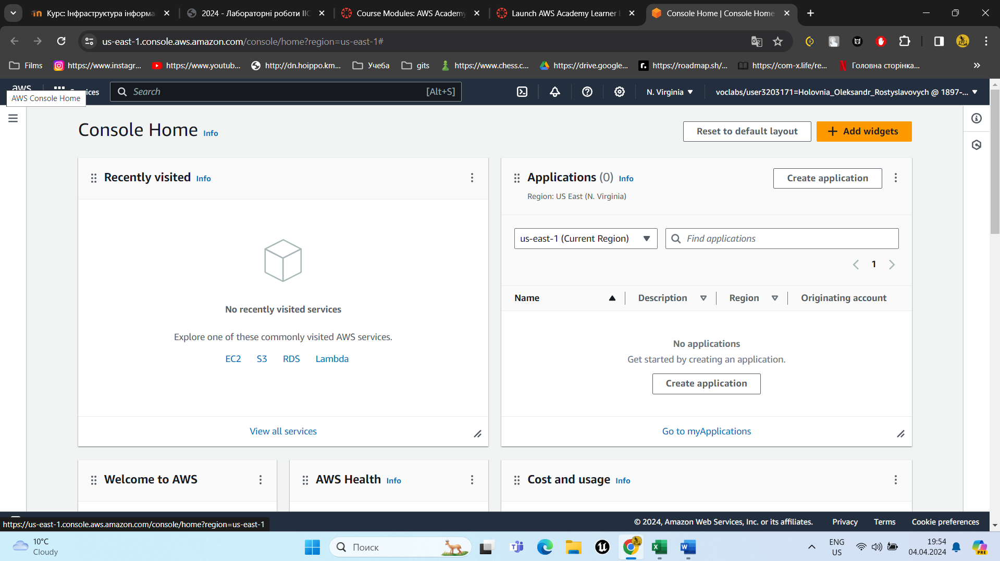 Курс: Інфраструктура інформа
2024 - Лабораторні роботи ІІС
Course Modules: AWS Academy
Launch AWS Academy Learner
Console Home | Console Home
us-east-1.console.aws.amazon.com/console/home?region=us-east-1#
Films
https://www.instagr...
https://www.youtub...
http://dn.hoippo.km...
Учеба
gits
https://www.chess.c...
https://drive.google...
https://roadmap.sh/...
https://com-x.life/re...
Головна сторінка...
aws
ices
Search
[Alt+S]
N. Virginia
voclabs/user3203171=Holovnia_Oleksandr_Rostyslavovych @ 1897-...
AWS Console Home
Console Home Info
Reset to default layout
Add widgets
Recently visited Info
No recently visited services
Explore one of these commonly visited AWS services.
EC2 S3 RDS Lambda
View all services
Applications (0) Info
Region: US East (N. Virginia)
Create application
us-east-1 (Current Region)
Find applications
1
Name Description Region Originating account
No applications
Get started by creating an application.
Create application
Go to myApplications
Welcome to AWS
AWS Health Info
Cost and usage Info
https://us-east-1.console.aws.amazon.com/console/home?region=us-east-1
© 2024, Amazon Web Services, Inc. or its affiliates. Privacy Terms Cookie preferences
10°C
Cloudy
Поиск
ENG
US
19:54
04.04.2024
PRE